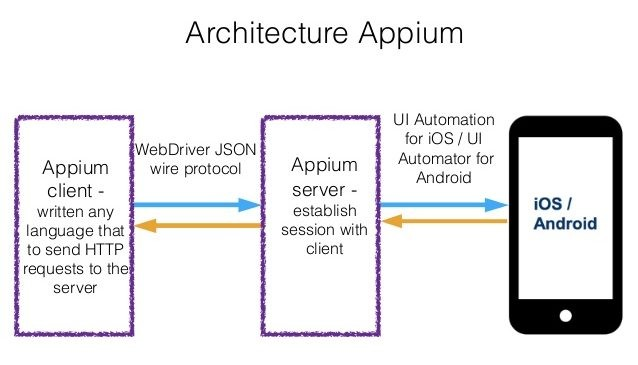 Architecture Appium
Appium
client -
written any
language that
to send HTTP
requests to the
server
WebDriver JSON
wire protocol
Appium
server -
establish
session with
client
UI Automation
for iOS / UI
Automator for
Android
iOS /
Android